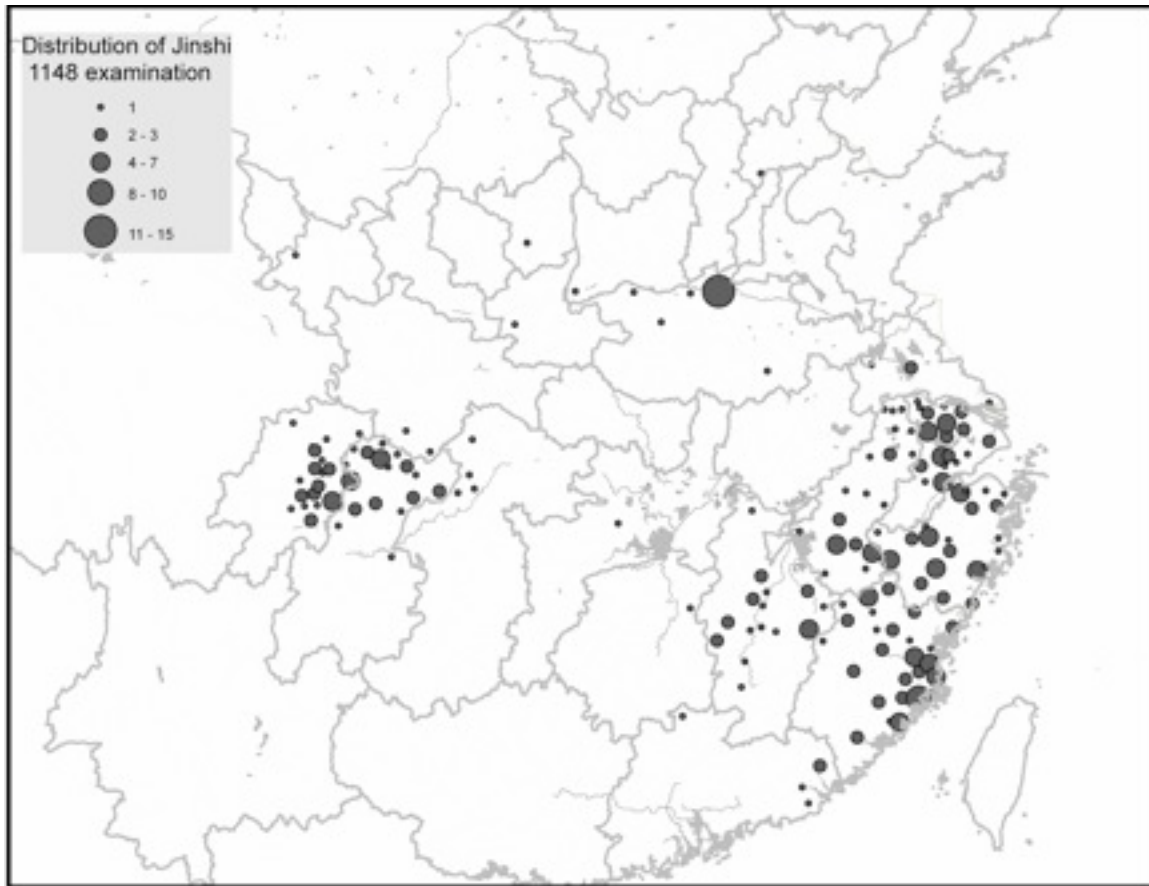 Distribution of Jinshi
1148 examination
1
2 - 3
4 - 7
8 - 10
11 - 15